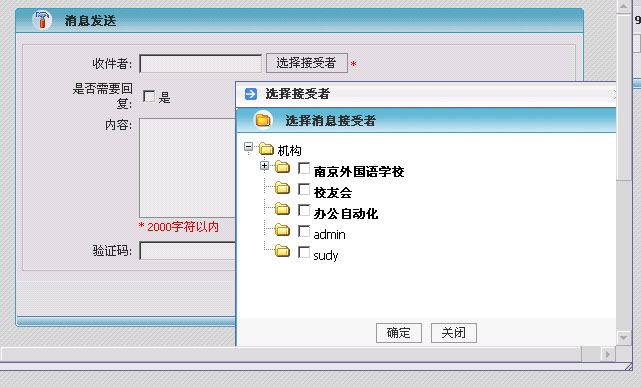 消息发送
收件者:
选择接受者 *
是否需要回
复:
是
内容:
* 2000字符以内
验证码:
选择接受者
选择消息接受者
机构
南京外国语学校
校友会
办公自动化
admin
sudy
确定 关闭
9